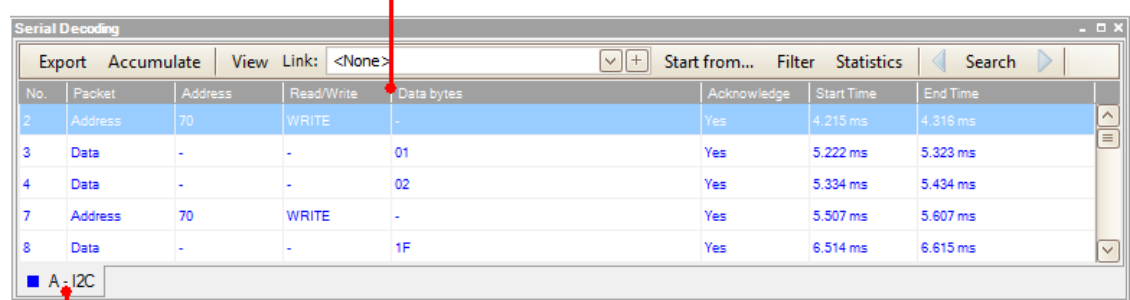 Serial Decoding
Export Accumulate View Link: <None> Start from... Filter Statistics Search
No. Packet Address Read/Write Data bytes Acknowledge Start Time End Time
2 Address 70 WRITE - Yes 4.215 ms 4.316 ms
3 Data - - 01 Yes 5.222 ms 5.323 ms
4 Data - - 02 Yes 5.334 ms 5.434 ms
7 Address 70 WRITE - Yes 5.507 ms 5.607 ms
8 Data - - 1F Yes 6.514 ms 6.615 ms
A - I2C